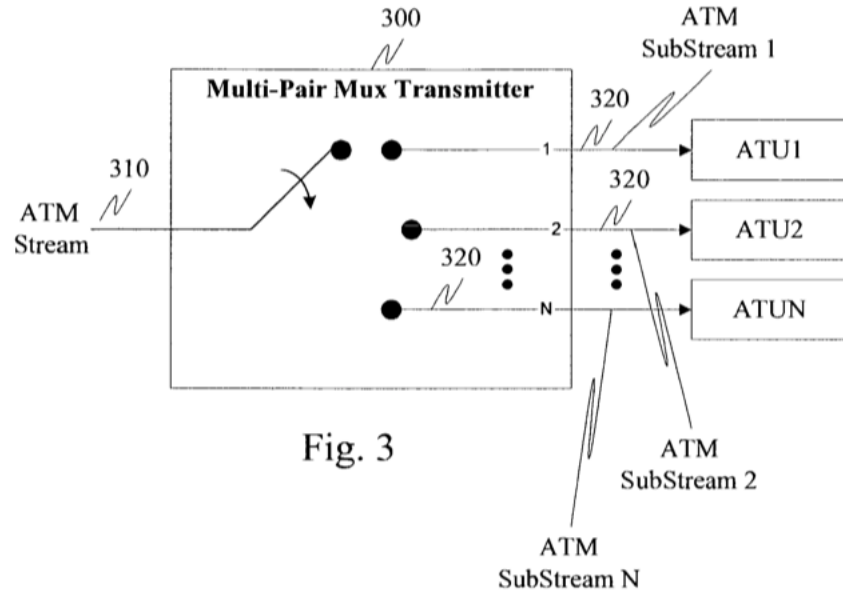 300
ATM
SubStream 1
Multi-Pair Mux Transmitter
320
1
ATU1
310
ATM
Stream
320
2
ATU2
320
N
ATUN
Fig. 3
ATM
SubStream 2
ATM
SubStream N